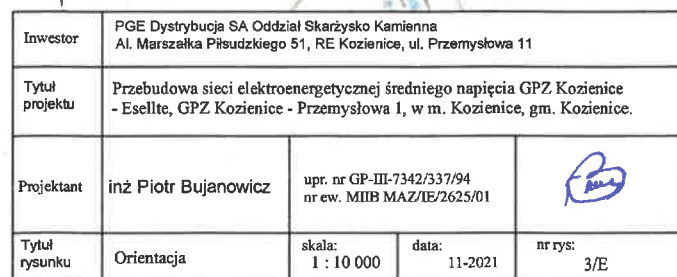 Inwestor
PGE Dystrybucja SA Oddział Skarżysko Kamienna
Al. Marszałka Piłsudzkiego 51, RE Kozienice, ul. Przemysłowa 11
Tytuł
projektu
Przebudowa sieci elektroenergetycznej średniego napięcia GPZ Kozienice
- Esellte, GPZ Kozienice - Przemysłowa 1, w m. Kozienice, gm. Kozienice.
Projektant
inż Piotr Bujanowicz
upr. nr GP-III-7342/337/94
nr ew. MIIB MAZ/IE/2625/01
Tytuł
rysunku
Orientacja
skala:
1 : 10 000
data:
11-2021
nr rys:
3/E